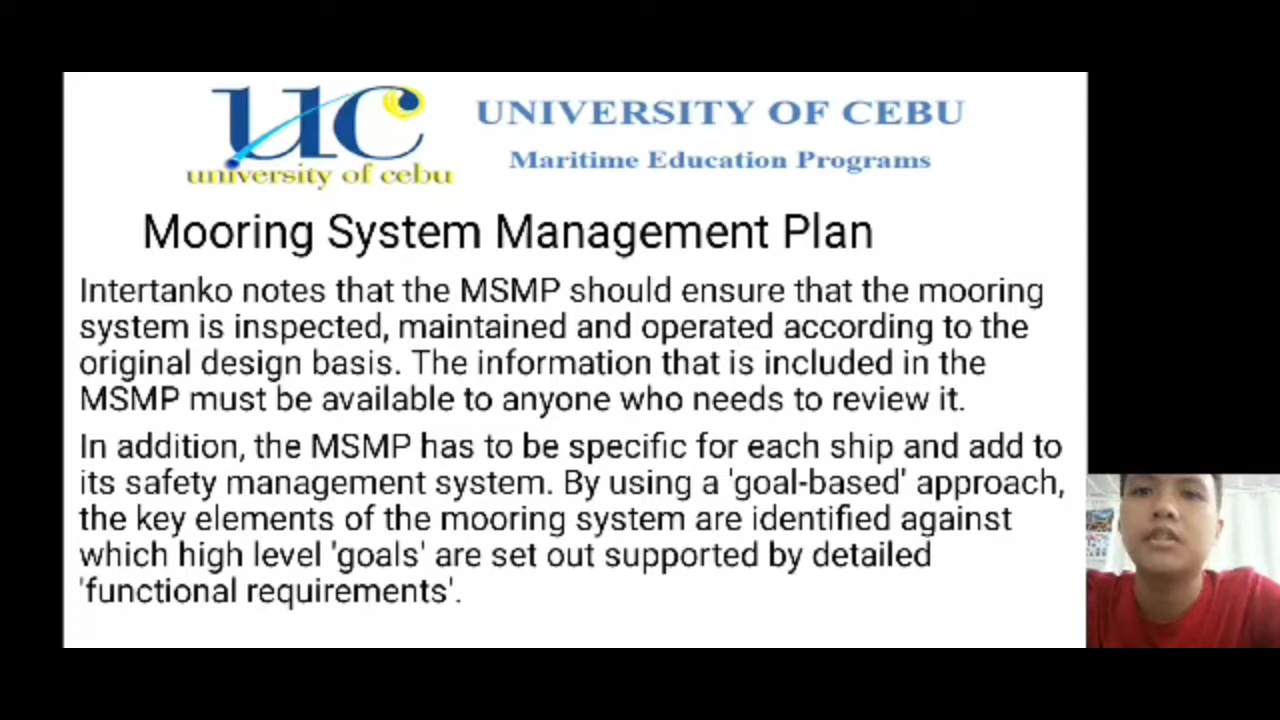 uc
university of cebu
UNIVERSITY OF CEBU
Maritime Education Programs
Mooring System Management Plan
Intertanko notes that the MSMP should ensure that the mooring
system is inspected, maintained and operated according to the
original design basis. The information that is included in the
MSMP must be available to anyone who needs to review it.
In addition, the MSMP has to be specific for each ship and add to
its safety management system. By using a 'goal-based' approach,
the key elements of the mooring system are identified against
which high level 'goals' are set out supported by detailed
'functional requirements'.